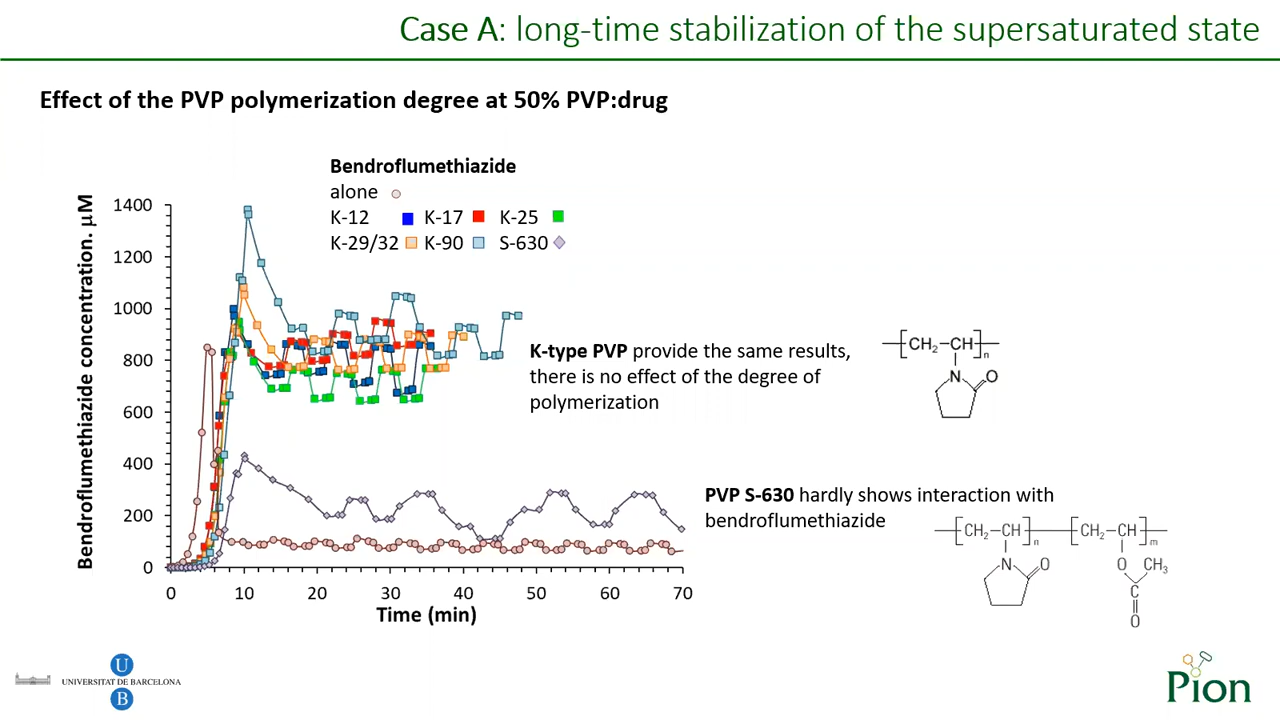 Case A: long-time stabilization of the supersaturated state
Effect of the PVP polymerization degree at 50% PVP:drug
Bendroflumethiazide
alone
K-12 K-17 K-25
K-29/32 K-90 S-630
Bendroflumethiazide concentration. µM
1400
1200
1000
800
600
400
200
0
0 10 20 30 40 50 60 70
Time (min)
K-type PVP provide the same results,
there is no effect of the degree of
polymerization
CH2–CH
n
N O
PVP S-630 hardly shows interaction with
bendroflumethiazide
CH2–CH CH2–CH
n m
N O O CH3
C
O
U
UNIVERSITAT DE BARCELONA
B
Pion